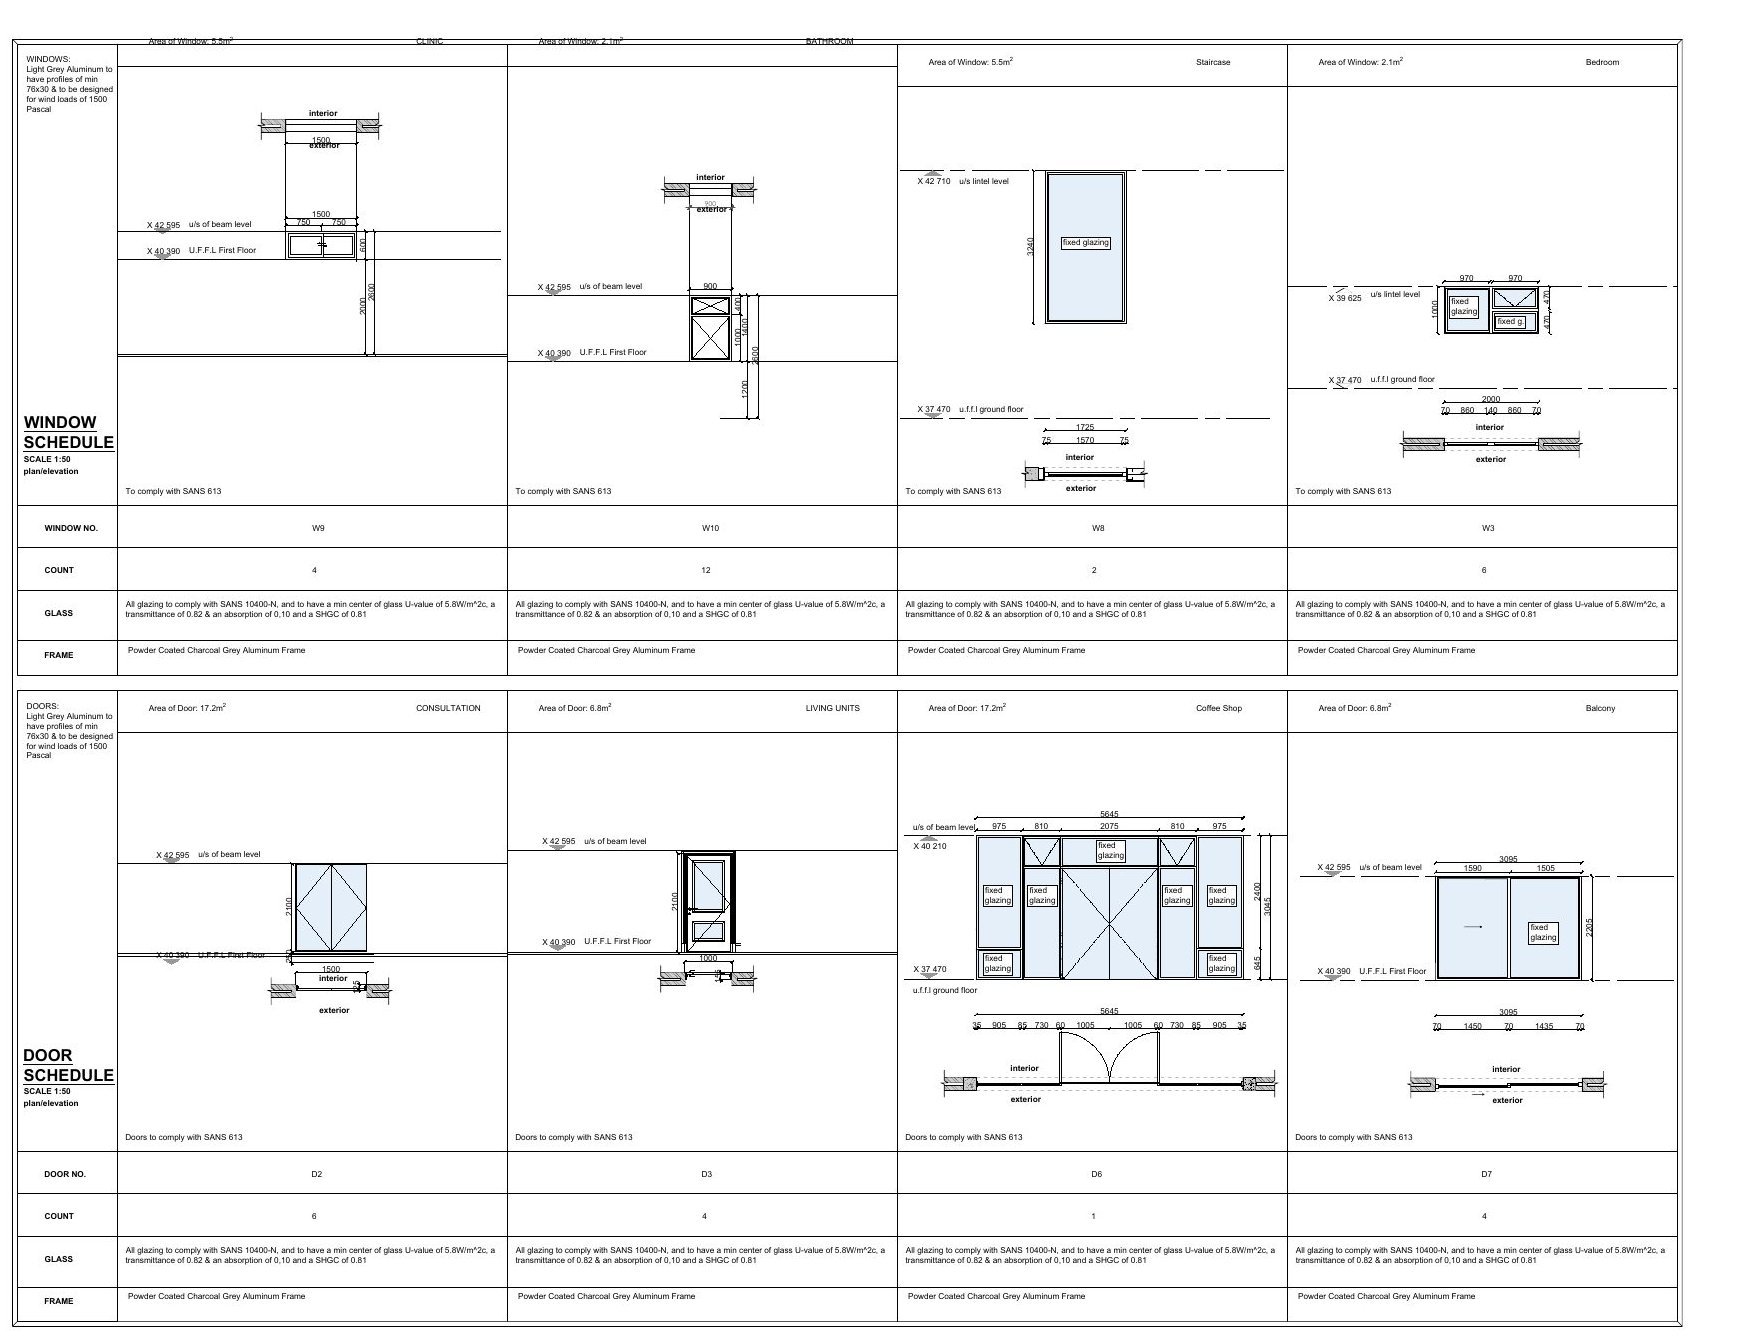 Area of Window: 5.5m² CLINIC
Area of Window: 2.1m² BATHROOM
Area of Window: 5.5m² Staircase
Area of Window: 2.1m² Bedroom
WINDOWS:
Light Grey Aluminum to
have profiles of min
76x30 & to be designed
for wind loads of 1500
Pascal
WINDOW
SCHEDULE
SCALE 1:50
plan/elevation
interior
1500
exterior
1500
750 750
X 42 595 u/s of beam level
600
X 40 390 U.F.F.L First Floor
2000
2600
To comply with SANS 613
interior
900
exterior
X 42 595 u/s of beam level
900
400
1000
1400
2600
X 40 390 U.F.F.L First Floor
1200
To comply with SANS 613
X 42 710 u/s lintel level
3240
fixed glazing
X 37 470 u.f.f.l ground floor
1725
75 1570 75
interior
exterior
To comply with SANS 613
970 970
X 39 625 u/s lintel level
1000
fixed
glazing
fixed g.
470
470
X 37 470 u.f.f.l ground floor
2000
70 860 140 860 70
interior
exterior
To comply with SANS 613
WINDOW NO. W9 W10 W8 W3
COUNT 4 12 2 6
GLASS
All glazing to comply with SANS 10400-N, and to have a min center of glass U-value of 5.8W/m^2c, a
transmittance of 0.82 & an absorption of 0,10 and a SHGC of 0.81
All glazing to comply with SANS 10400-N, and to have a min center of glass U-value of 5.8W/m^2c, a
transmittance of 0.82 & an absorption of 0,10 and a SHGC of 0.81
All glazing to comply with SANS 10400-N, and to have a min center of glass U-value of 5.8W/m^2c, a
transmittance of 0.82 & an absorption of 0,10 and a SHGC of 0.81
All glazing to comply with SANS 10400-N, and to have a min center of glass U-value of 5.8W/m^2c, a
transmittance of 0.82 & an absorption of 0,10 and a SHGC of 0.81
FRAME
Powder Coated Charcoal Grey Aluminum Frame
Powder Coated Charcoal Grey Aluminum Frame
Powder Coated Charcoal Grey Aluminum Frame
Powder Coated Charcoal Grey Aluminum Frame
DOORS:
Light Grey Aluminum to
have profiles of min
76x30 & to be designed
for wind loads of 1500
Pascal
DOOR
SCHEDULE
SCALE 1:50
plan/elevation
Area of Door: 17.2m² CONSULTATION
X 42 595 u/s of beam level
2100
X 40 390 U.F.F.L First Floor
1500
interior
exterior
Doors to comply with SANS 613
Area of Door: 6.8m² LIVING UNITS
X 42 595 u/s of beam level
2100
X 40 390 U.F.F.L First Floor
1000
Doors to comply with SANS 613
Area of Door: 17.2m² Coffee Shop
5645
u/s of beam level 975 810 2075 810 975
X 40 210
fixed
glazing
fixed
glazing
fixed
glazing
fixed
glazing
fixed
glazing
2400
3045
fixed
glazing
fixed
glazing
645
X 37 470
u.f.f.l ground floor
5645
35 905 85 730 60 1005 1005 60 730 85 905 35
interior
exterior
Doors to comply with SANS 613
Area of Door: 6.8m² Balcony
X 42 595 u/s of beam level
3095
1590 1505
fixed
glazing
2205
X 40 390 U.F.F.L First Floor
3095
70 1450 70 1435 70
interior
exterior
Doors to comply with SANS 613
DOOR NO. D2 D3 D6 D7
COUNT 6 4 1 4
GLASS
All glazing to comply with SANS 10400-N, and to have a min center of glass U-value of 5.8W/m^2c, a
transmittance of 0.82 & an absorption of 0,10 and a SHGC of 0.81
All glazing to comply with SANS 10400-N, and to have a min center of glass U-value of 5.8W/m^2c, a
transmittance of 0.82 & an absorption of 0,10 and a SHGC of 0.81
All glazing to comply with SANS 10400-N, and to have a min center of glass U-value of 5.8W/m^2c, a
transmittance of 0.82 & an absorption of 0,10 and a SHGC of 0.81
All glazing to comply with SANS 10400-N, and to have a min center of glass U-value of 5.8W/m^2c, a
transmittance of 0.82 & an absorption of 0,10 and a SHGC of 0.81
FRAME
Powder Coated Charcoal Grey Aluminum Frame
Powder Coated Charcoal Grey Aluminum Frame
Powder Coated Charcoal Grey Aluminum Frame
Powder Coated Charcoal Grey Aluminum Frame